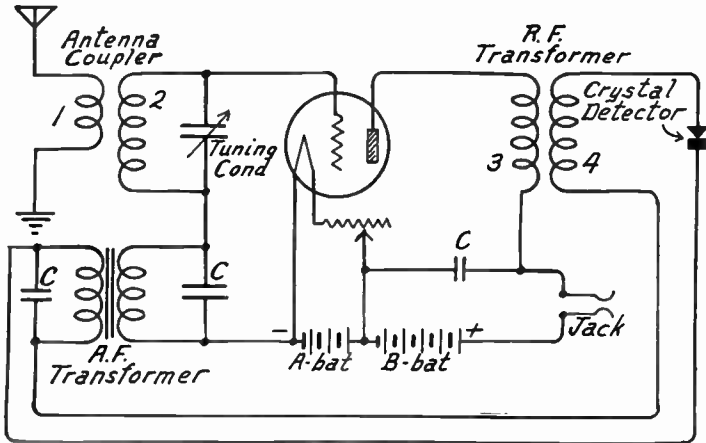 Antenna
Coupler
R.F.
Transformer
Crystal
Detector
1
2
Tuning
Cond
3
4
C
C
C
A.F.
Transformer
-
A-bat
B-bat
+
Jack